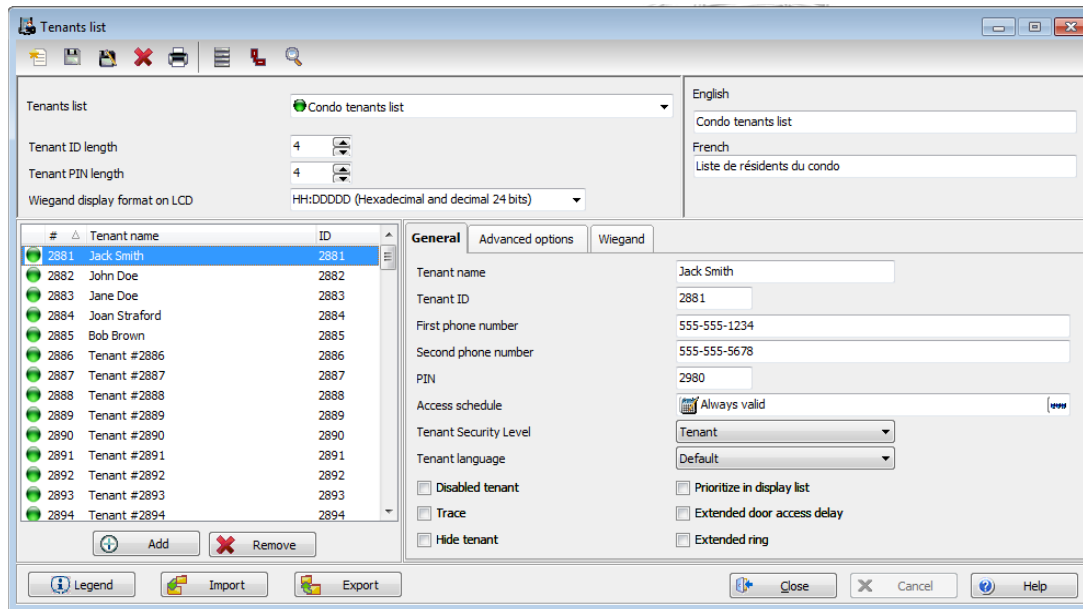 Tenants list
Tenants list
Condo tenants list
English
Condo tenants list
Tenant ID length
4
French
Tenant PIN length
4
Liste de résidents du condo
Wiegand display format on LCD
HH:DDDDD (Hexadecimal and decimal 24 bits)
# Tenant name ID
2881 Jack Smith 2881
2882 John Doe 2882
2883 Jane Doe 2883
2884 Joan Straford 2884
2885 Bob Brown 2885
2886 Tenant #2886 2886
2887 Tenant #2887 2887
2888 Tenant #2888 2888
2889 Tenant #2889 2889
2890 Tenant #2890 2890
2891 Tenant #2891 2891
2892 Tenant #2892 2892
2893 Tenant #2893 2893
2894 Tenant #2894 2894
Add Remove
General Advanced options Wiegand
Tenant name Jack Smith
Tenant ID 2881
First phone number 555-555-1234
Second phone number 555-555-5678
PIN 2980
Access schedule Always valid
Tenant Security Level Tenant
Tenant language Default
Disabled tenant Prioritize in display list
Trace Extended door access delay
Hide tenant Extended ring
Legend Import Export Close Cancel Help